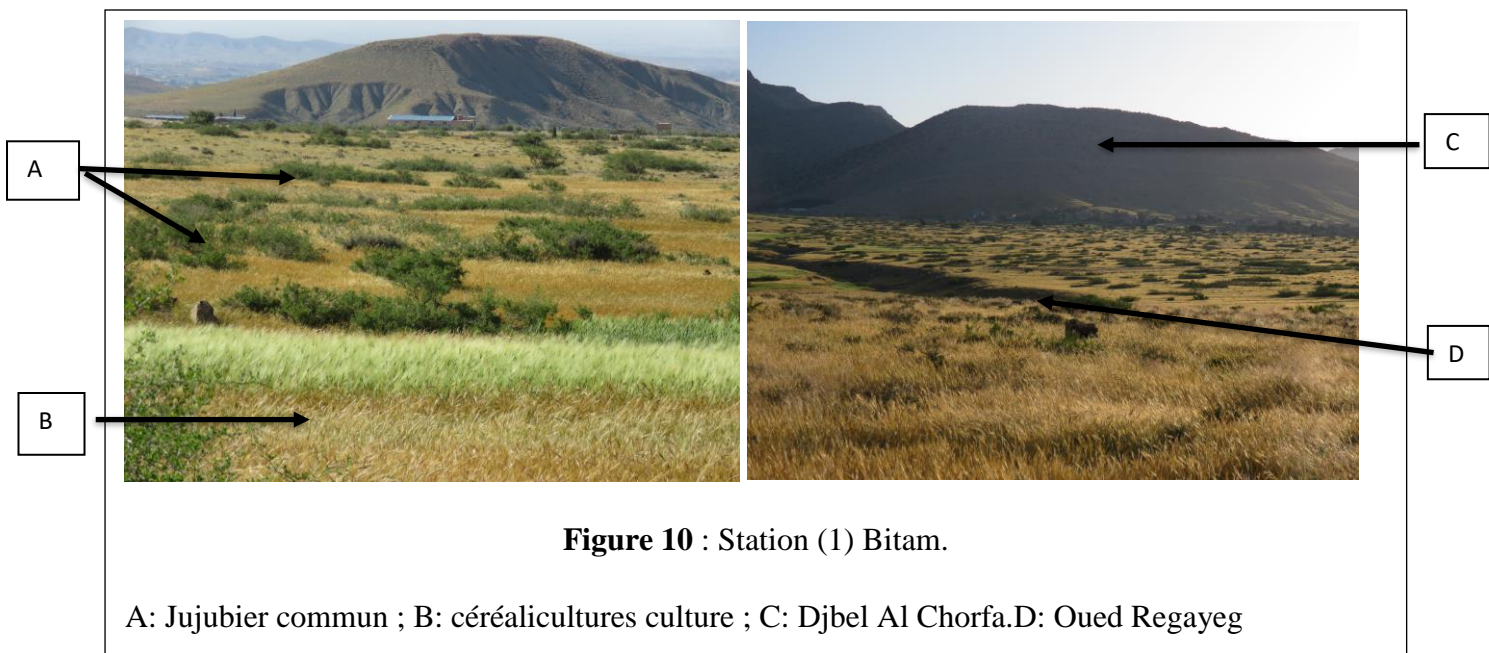 A
B
C
D
Figure 10 : Station (1) Bitam.
A: Jujubier commun ; B: céréalicultures culture ; C: Djbel Al Chorfa.D: Oued Regayeg